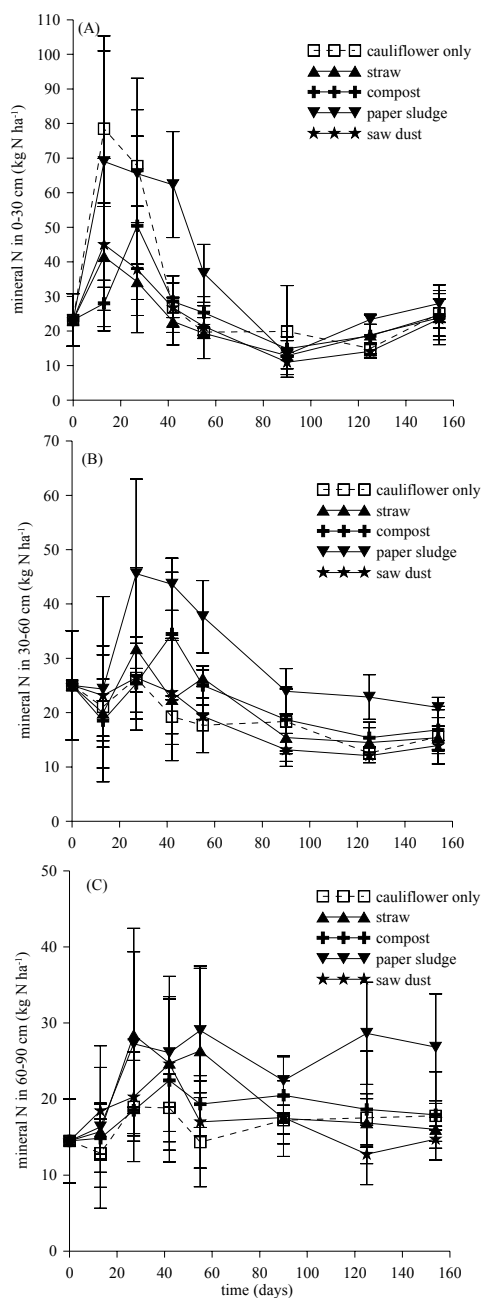 (A)
cauliflower only
straw
compost
paper sludge
saw dust
mineral N in 0-30 cm (kg N ha⁻¹)
110
100
90
80
70
60
50
40
30
20
10
0
0 20 40 60 80 100 120 140 160
(B)
cauliflower only
straw
compost
paper sludge
saw dust
mineral N in 30-60 cm (kg N ha⁻¹)
70
60
50
40
30
20
10
0
0 20 40 60 80 100 120 140 160
(C)
cauliflower only
straw
compost
paper sludge
saw dust
mineral N in 60-90 cm (kg N ha⁻¹)
50
40
30
20
10
0
0 20 40 60 80 100 120 140 160
time (days)